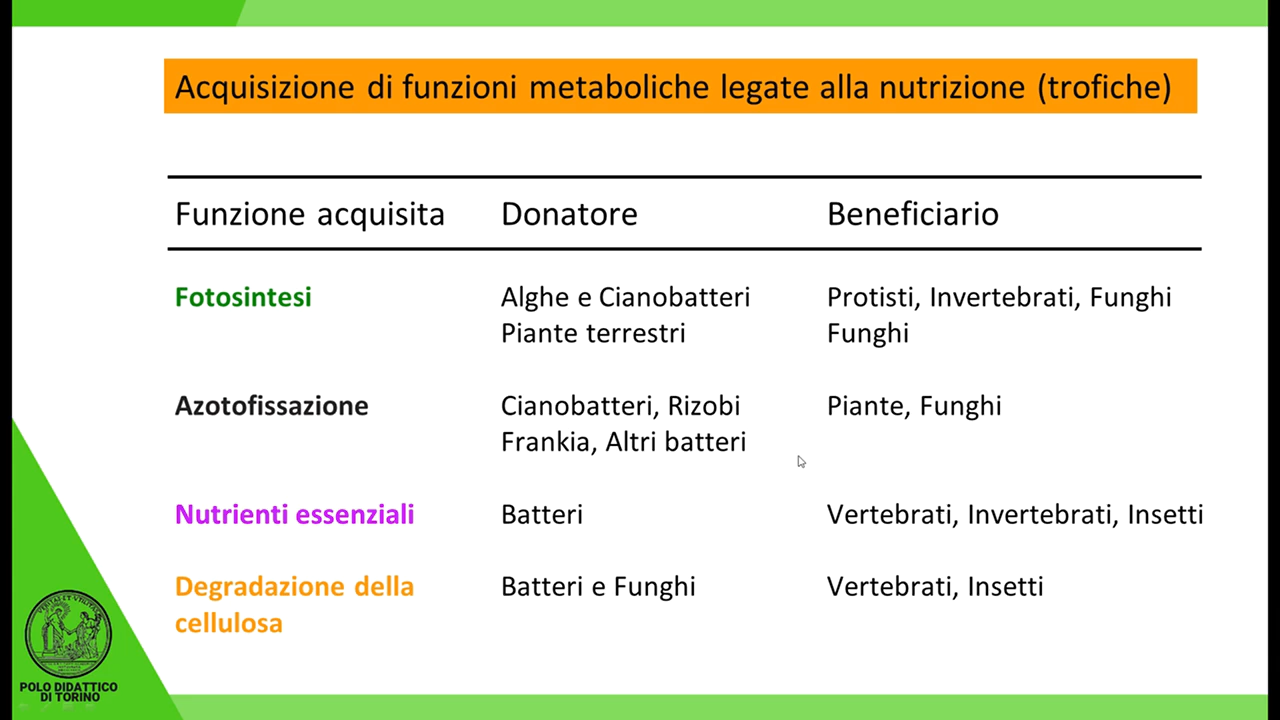 Acquisizione di funzioni metaboliche legate alla nutrizione (trofiche)
Funzione acquisita Donatore Beneficiario
Fotosintesi Alghe e Cianobatteri Protisti, Invertebrati, Funghi
Piante terrestri Funghi
Azotofissazione Cianobatteri, Rizobi Piante, Funghi
Frankia, Altri batteri
Nutrienti essenziali Batteri Vertebrati, Invertebrati, Insetti
Degradazione della Batteri e Funghi Vertebrati, Insetti
cellulosa
POLO DIDATTICO
DI TORINO